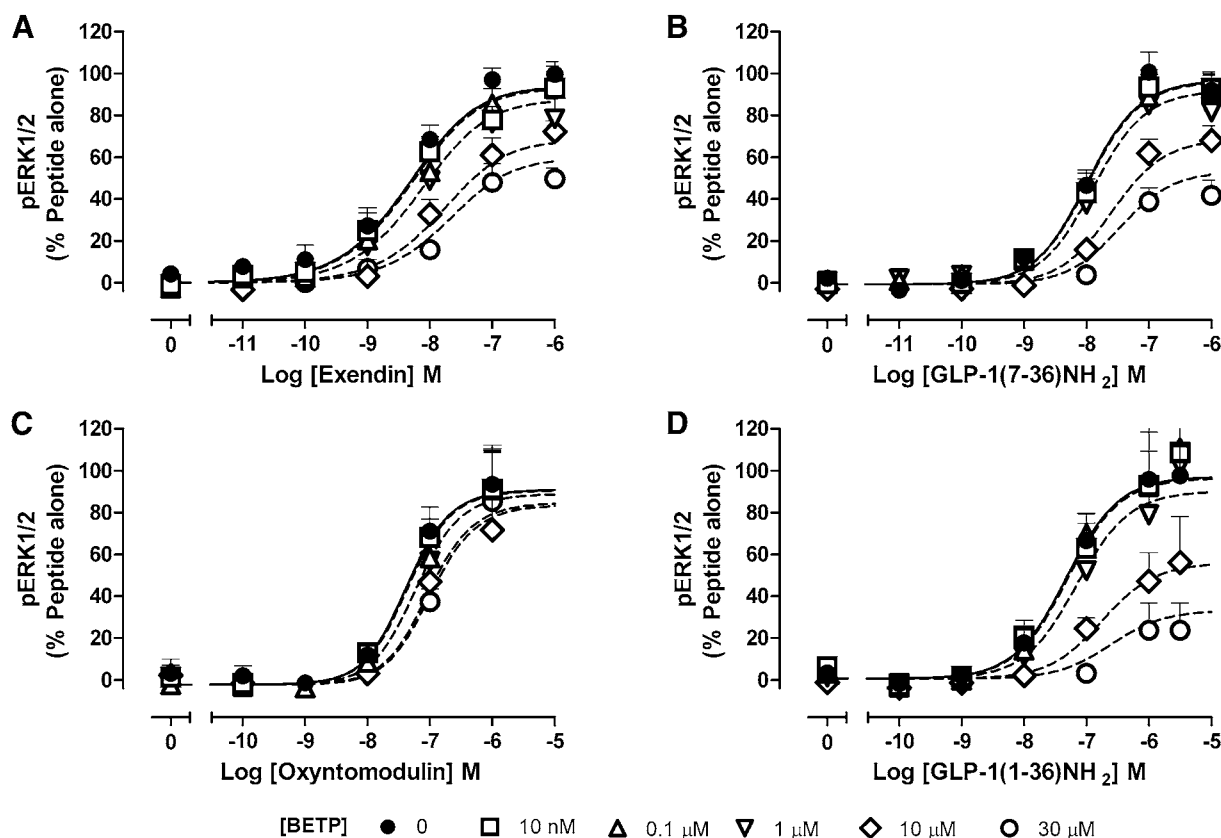 A
pERK1/2
(% Peptide alone)
120
100
80
60
40
20
0
0 -11 -10 -9 -8 -7 -6
Log [Exendin] M
B
pERK1/2
(% Peptide alone)
120
100
80
60
40
20
0
0 -11 -10 -9 -8 -7 -6
Log [GLP-1(7-36)NH2] M
C
pERK1/2
(% Peptide alone)
120
100
80
60
40
20
0
0 -10 -9 -8 -7 -6 -5
Log [Oxyntomodulin] M
D
pERK1/2
(% Peptide alone)
120
100
80
60
40
20
0
0 -10 -9 -8 -7 -6 -5
Log [GLP-1(1-36)NH2] M
[BETP] 0 10 nM 0.1 µM 1 µM 10 µM 30 µM